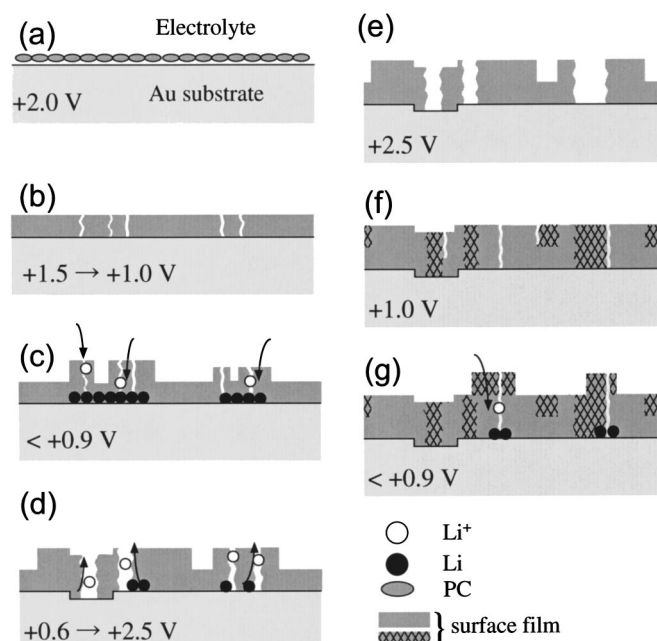 (a)
Electrolyte
Au substrate
+2.0 V
(b)
+1.5 → +1.0 V
(c)
< +0.9 V
(d)
+0.6 → +2.5 V
(e)
+2.5 V
(f)
+1.0 V
(g)
< +0.9 V
Li⁺
Li
PC
surface film